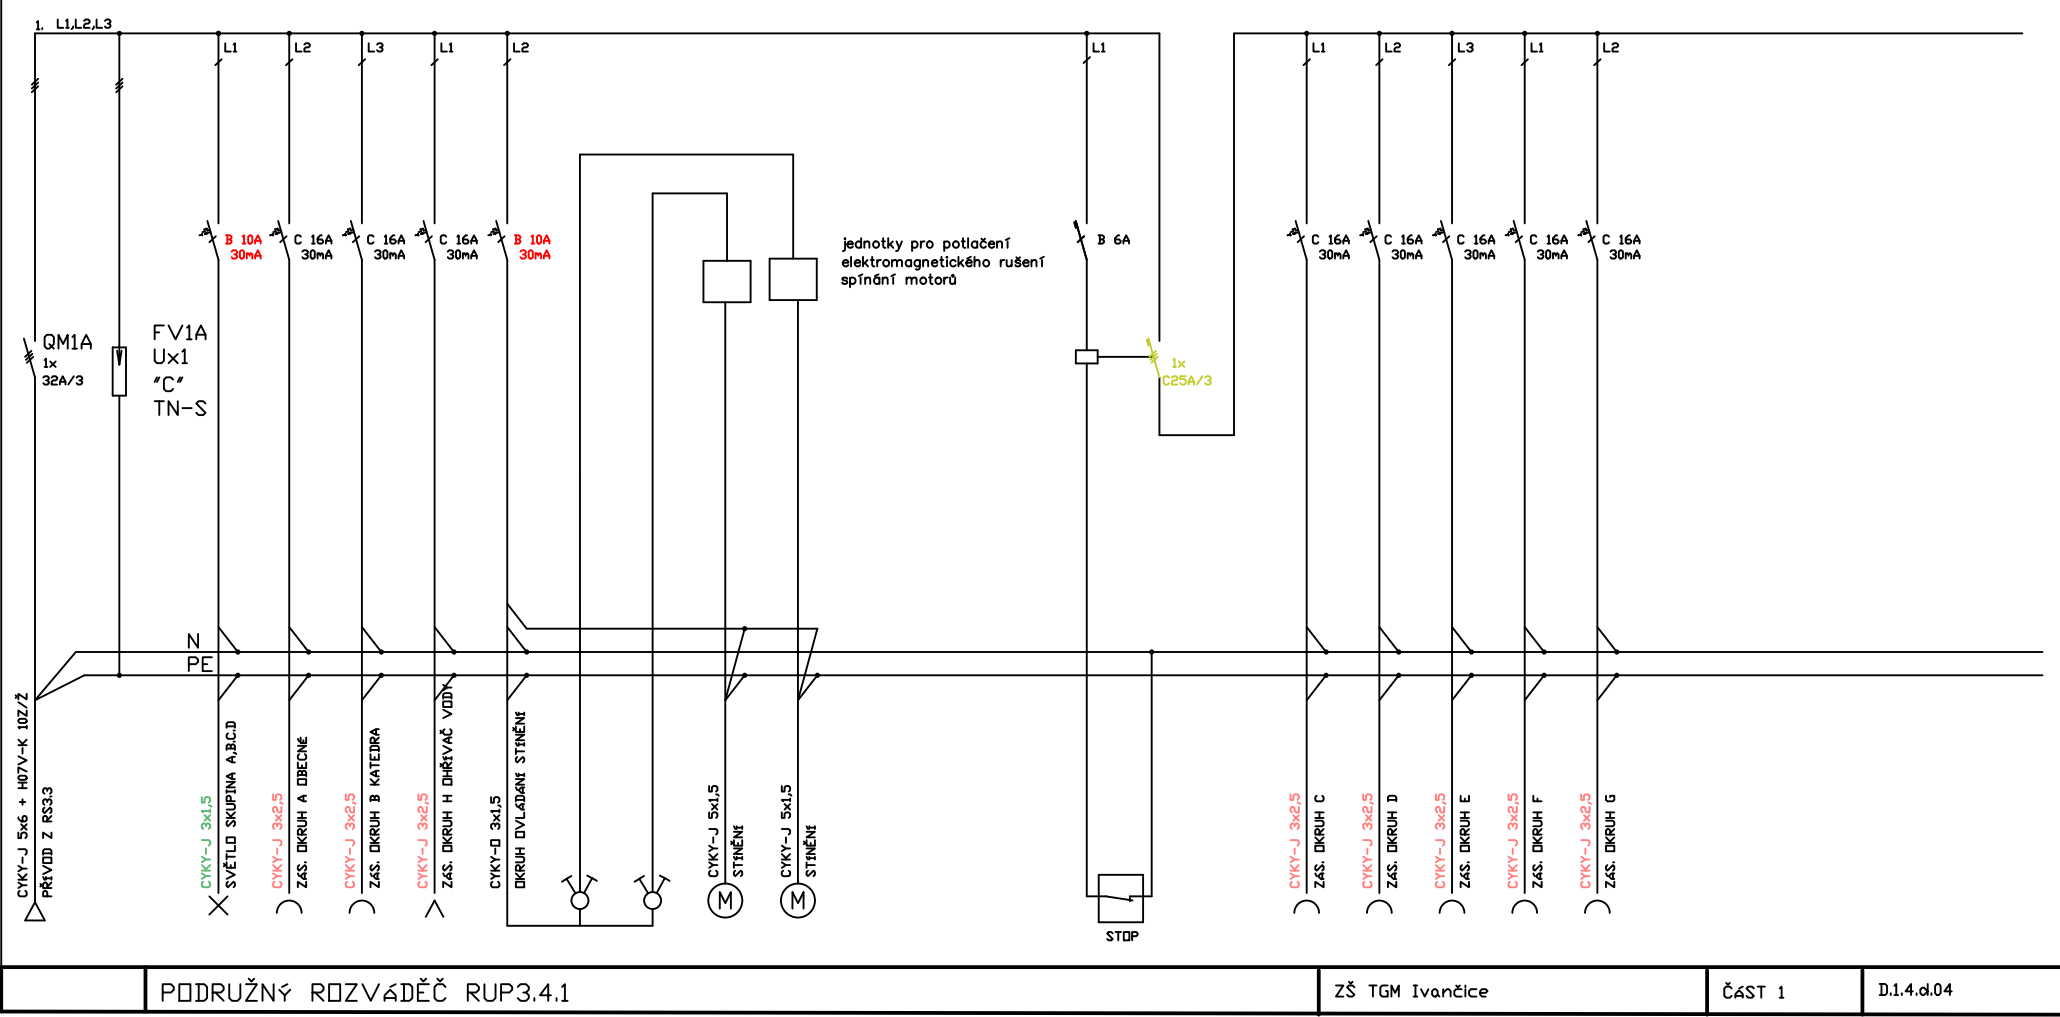 1. L1,L2,L3
L1
L2
L3
L1
L2
L1
L1
L2
L3
L1
L2
B 10A
30mA
C 16A
30mA
C 16A
30mA
C 16A
30mA
B 10A
30mA
jednotky pro potlačení
elektromagnetického rušení
spínání motorů
B 6A
C 16A
30mA
C 16A
30mA
C 16A
30mA
C 16A
30mA
C 16A
30mA
QM1A
1x
32A/3
FV1A
Ux1
"C"
TN-S
1x
C25A/3
N
PE
CYKY-J 5x6 + H07V-K 10Z/Ž
PŘÍVOD Z RS3.3
CYKY-J 3x1,5
SVĚTLO SKUPINA A,B,C,D
CYKY-J 3x2,5
ZÁS. OKRUH A OBECNÉ
CYKY-J 3x2,5
ZÁS. OKRUH B KATEDRA
CYKY-J 3x2,5
ZÁS. OKRUH H OHŘÍVAČ VODY
CYKY-O 3x1,5
OKRUH OVLÁDÁNÍ STÍNĚNÍ
CYKY-J 5x1,5
STÍNĚNÍ
CYKY-J 5x1,5
STÍNĚNÍ
M
M
STOP
CYKY-J 3x2,5
ZÁS. OKRUH C
CYKY-J 3x2,5
ZÁS. OKRUH D
CYKY-J 3x2,5
ZÁS. OKRUH E
CYKY-J 3x2,5
ZÁS. OKRUH F
CYKY-J 3x2,5
ZÁS. OKRUH G
PODRUŽNÝ ROZVÁDĚČ RUP3.4.1
ZŠ TGM Ivančice
ČÁST 1
D.1.4.d.04